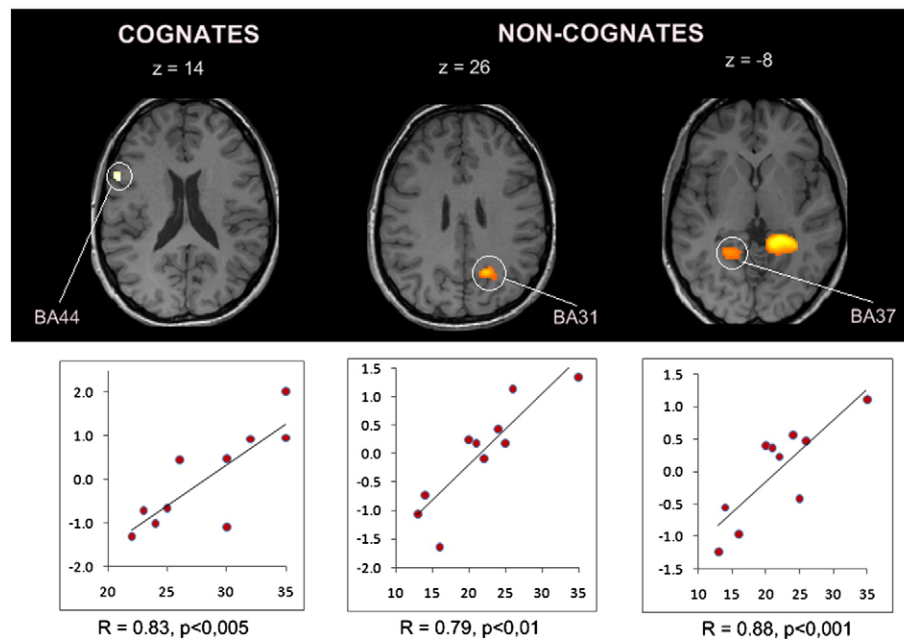 COGNATES NON-COGNATES
z = 14 z = 26 z = -8
BA44 BA31 BA37
2.0
1.0
0.0
-1.0
-2.0
20 25 30 35
R = 0.83, p<0,005
1.5
1.0
0.5
0.0
-0.5
-1.0
-1.5
-2.0
10 15 20 25 30 35
R = 0.79, p<0,01
1.5
1.0
0.5
0.0
-0.5
-1.0
-1.5
10 15 20 25 30 35
R = 0.88, p<0,001